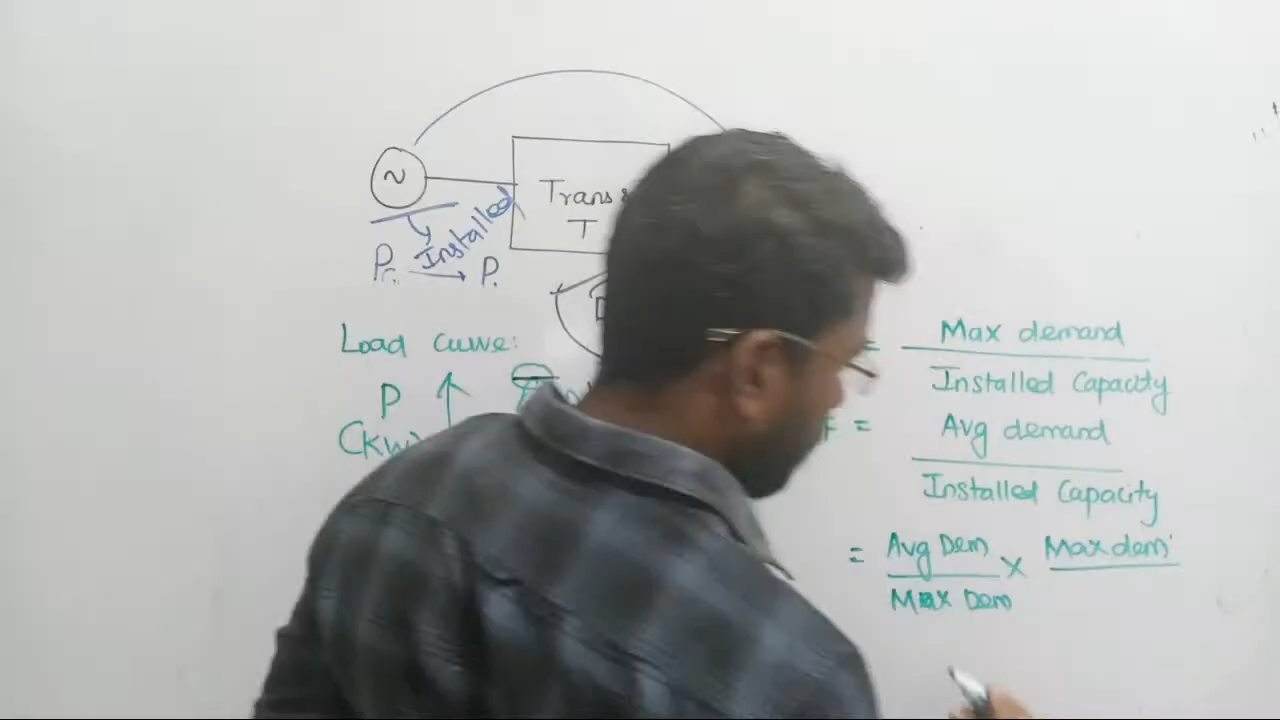 ~
Trans &
T
Installed
P
P
Load curve:
P
(kw)
= Max demand
Installed Capacity
F = Avg demand
Installed Capacity
= Avg Dem x Max dem
Max Dem